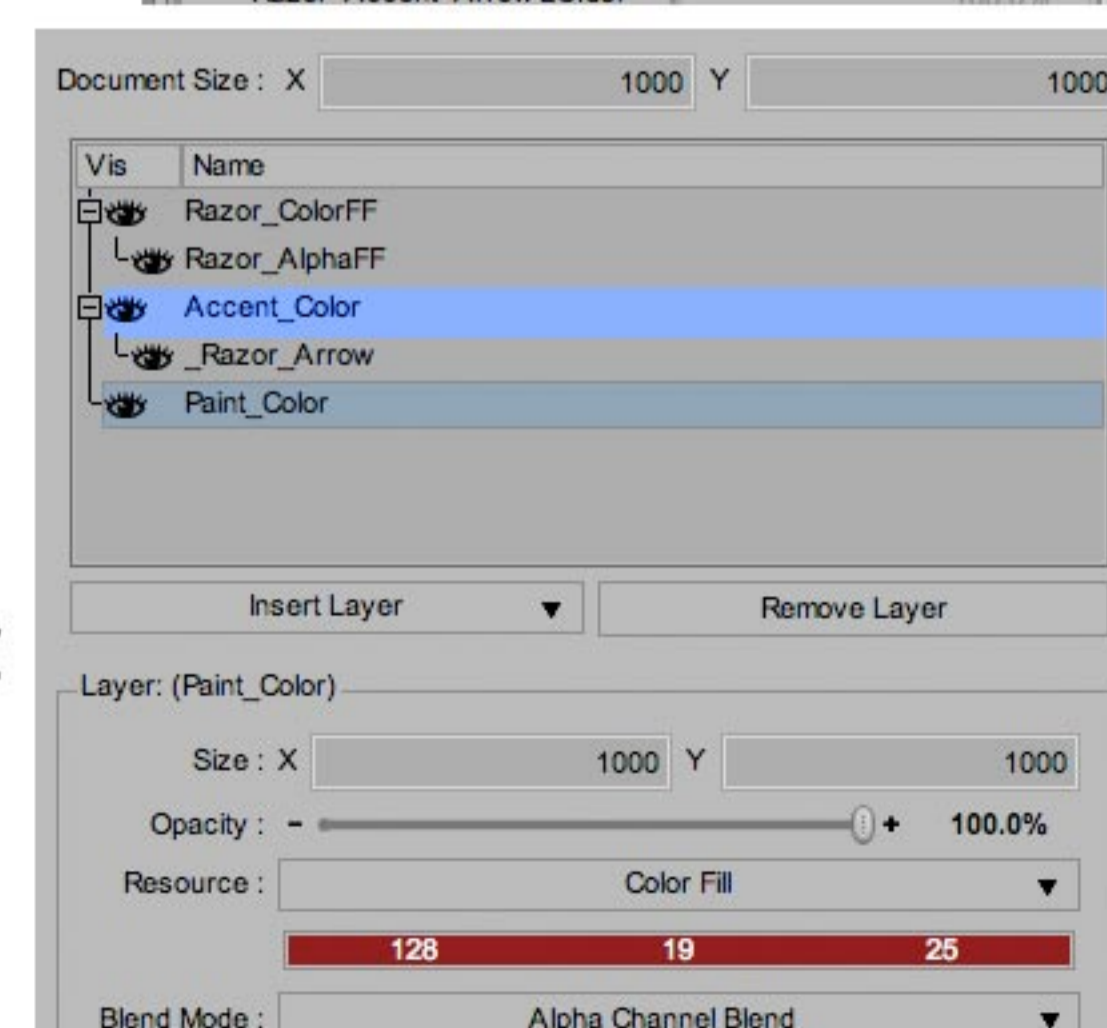 Document Size : X 1000 Y 1000
Vis Name
Razor_ColorFF
Razor_AlphaFF
Accent_Color
_Razor_Arrow
Paint_Color
Insert Layer Remove Layer
Layer: (Paint_Color)
Size : X 1000 Y 1000
Opacity : - + 100.0%
Resource : Color Fill
128 19 25
Blend Mode : Alpha Channel Blend